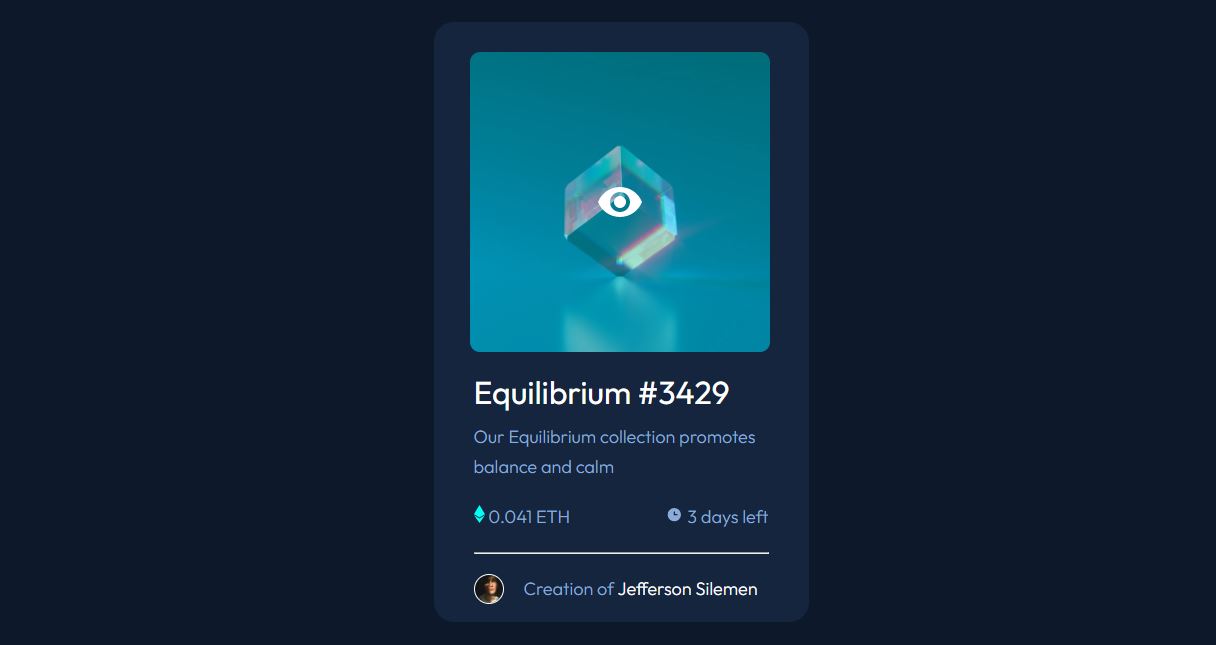 Equilibrium #3429
Our Equilibrium collection promotes
balance and calm
0.041 ETH
3 days left
Creation of Jefferson Silemen